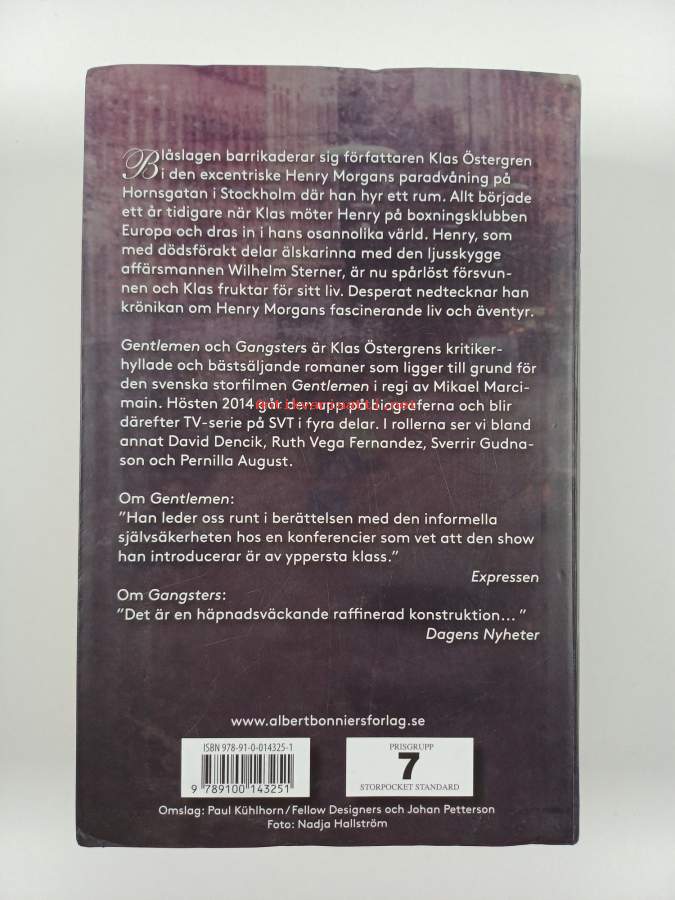 Blåslagen barrikaderar sig författaren Klas Östergren
i den excentriske Henry Morgans paradvåning på
Hornsgatan i Stockholm där han hyr ett rum. Allt började
ett år tidigare när Klas möter Henry på boxningsklubben
Europa och dras in i hans osannolika värld. Henry, som
med dödsförakt delar älskarinna med den ljusskygge
affärsmannen Wilhelm Sterner, är nu spårlöst försvun-
nen och Klas fruktar för sitt liv. Desperat nedtecknar han
krönikan om Henry Morgans fascinerande liv och äventyr.
Gentlemen och Gangsters är Klas Östergrens kritiker-
hyllade och bästsäljande romaner som ligger till grund för
den svenska storfilmen Gentlemen i regi av Mikael Marci-
main. Hösten 2014 går den upp på biograferna och blir
därefter TV-serie på SVT i fyra delar. I rollerna ser vi bland
annat David Dencik, Ruth Vega Fernandez, Sverrir Gudna-
son och Pernilla August.
Om Gentlemen:
”Han leder oss runt i berättelsen med den informella
självsäkerheten hos en konferencier som vet att den show
han introducerar är av yppersta klass.”
Expressen
Om Gangsters:
”Det är en häpnadsväckande raffinerad konstruktion... ”
Dagens Nyheter
www.albertbonniersforlag.se
ISBN 978-91-0-014325-1
9 789100 143251
PRISGRUPP
7
STORPOCKET STANDARD
Omslag: Paul Kühlhorn/Fellow Designers och Johan Petterson
Foto: Nadja Hallström